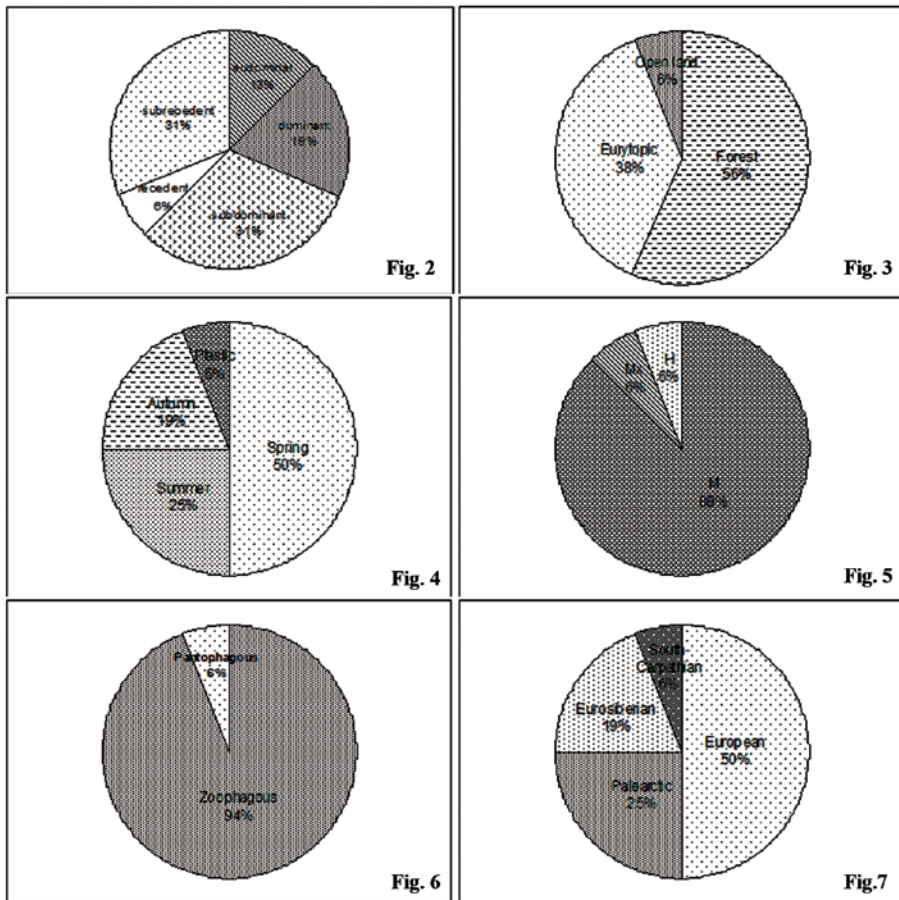 13%
subrecedent
31%
dominant
19%
recedent
6%
subdominant
31%
Fig. 2
Open land
6%
Eurytopic
38%
Forest
56%
Fig. 3
Plastic
6%
Autumn
19%
Spring
50%
Summer
25%
Fig. 4
6%
H
6%
M
88%
Fig. 5
Pantophagous
6%
Zoophagous
94%
Fig. 6
South-
Carpathian
6%
Eurosiberian
19%
European
50%
Palearctic
25%
Fig.7